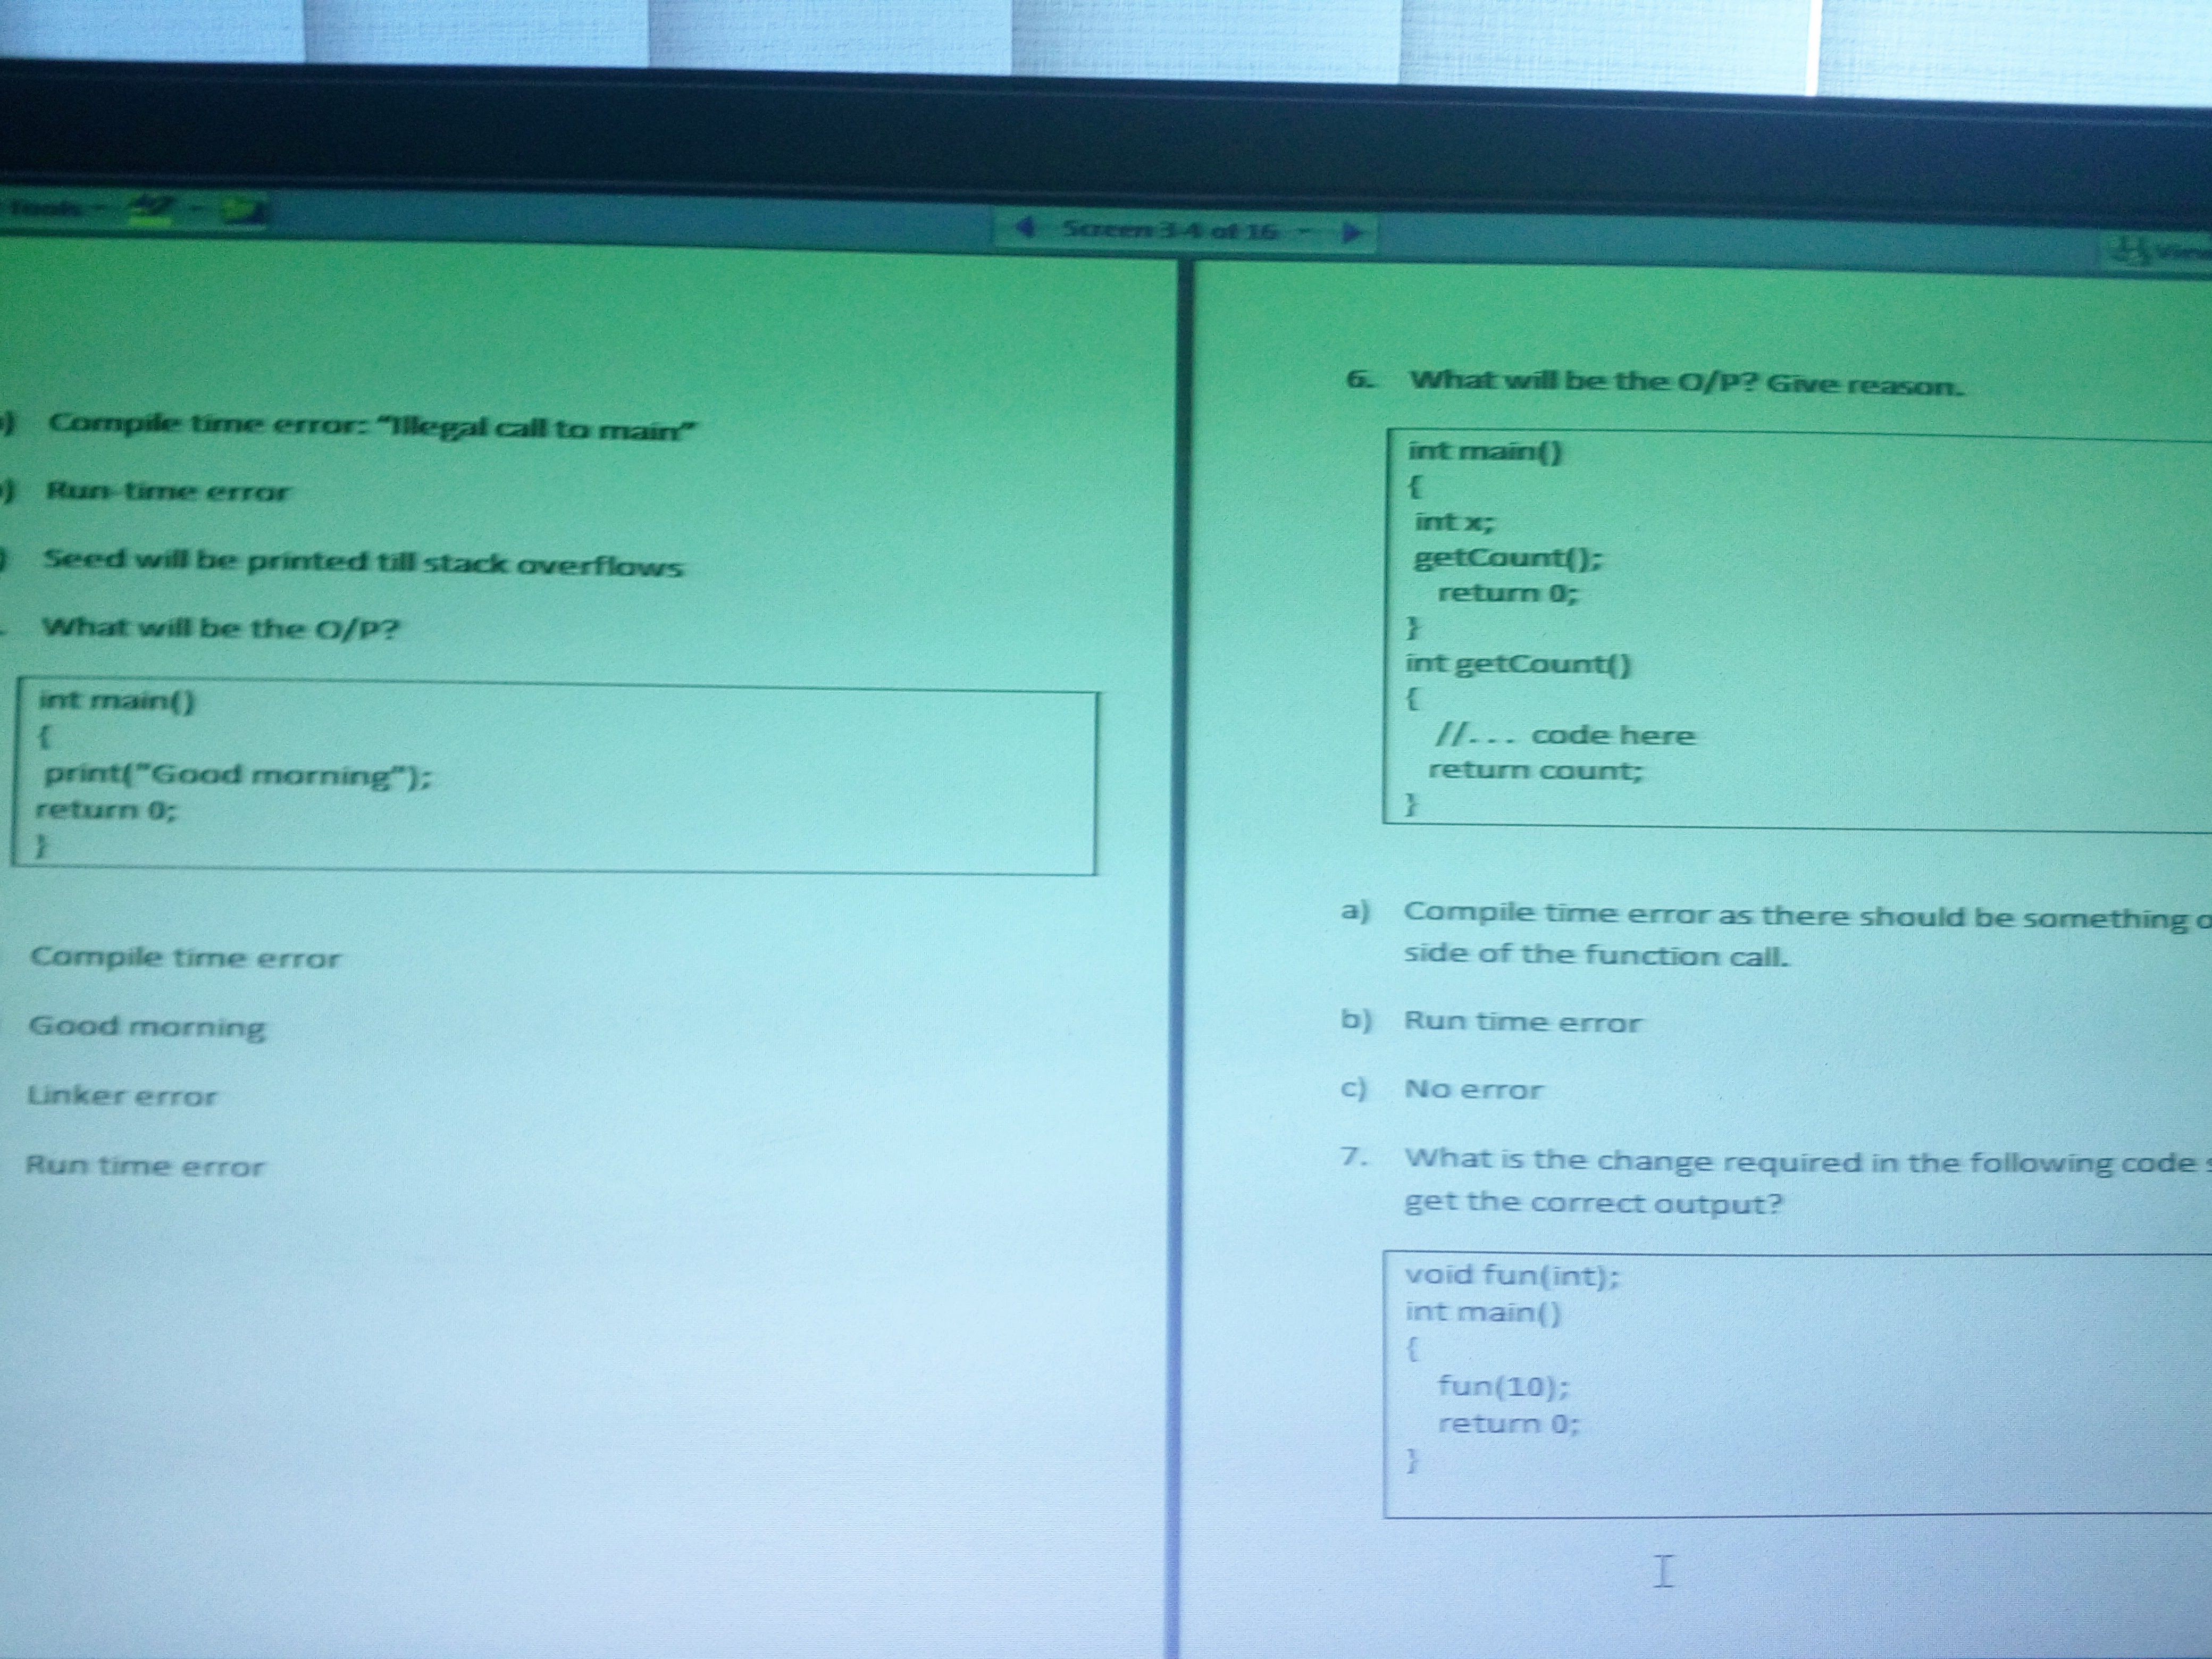 Tools
Screen 3-4 of 16
View
) Compile time error: "Illegal call to main"
) Run-time error
) Seed will be printed till stack overflows
. What will be the O/P?
int main()
{
print("Good morning");
return 0;
}
Compile time error
Good morning
Linker error
Run time error
6. What will be the O/P? Give reason.
int main()
{
int x;
getCount();
return 0;
}
int getCount()
{
//... code here
return count;
}
a) Compile time error as there should be something
side of the function call.
b) Run time error
c) No error
7. What is the change required in the following code
get the correct output?
void fun(int);
int main()
{
fun(10);
return 0;
}